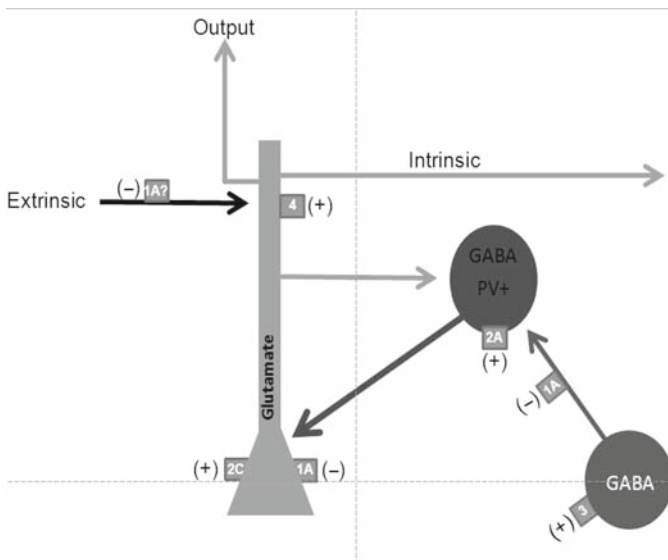 Output
Intrinsic
(−) 1A?
Extrinsic
4 (+)
GABA
PV+
2A
(+)
Glutamate
1A
(−)
(+) 2C
1A (−)
GABA
3
(+)